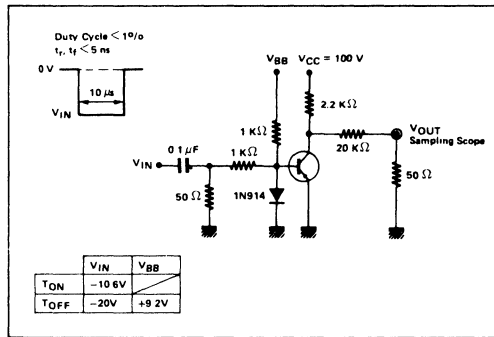 Duty Cycle < 1°/o
tr, tf < 5 ns
0 V
10 µs
VIN
VBB
VCC = 100 V
2.2 KΩ
1 KΩ
VOUT
Sampling Scope
20 KΩ
0 1 µF
VIN
1 KΩ
50 Ω
1N914
50 Ω
VIN VBB
TON −10 6V
TOFF −20V +9 2V